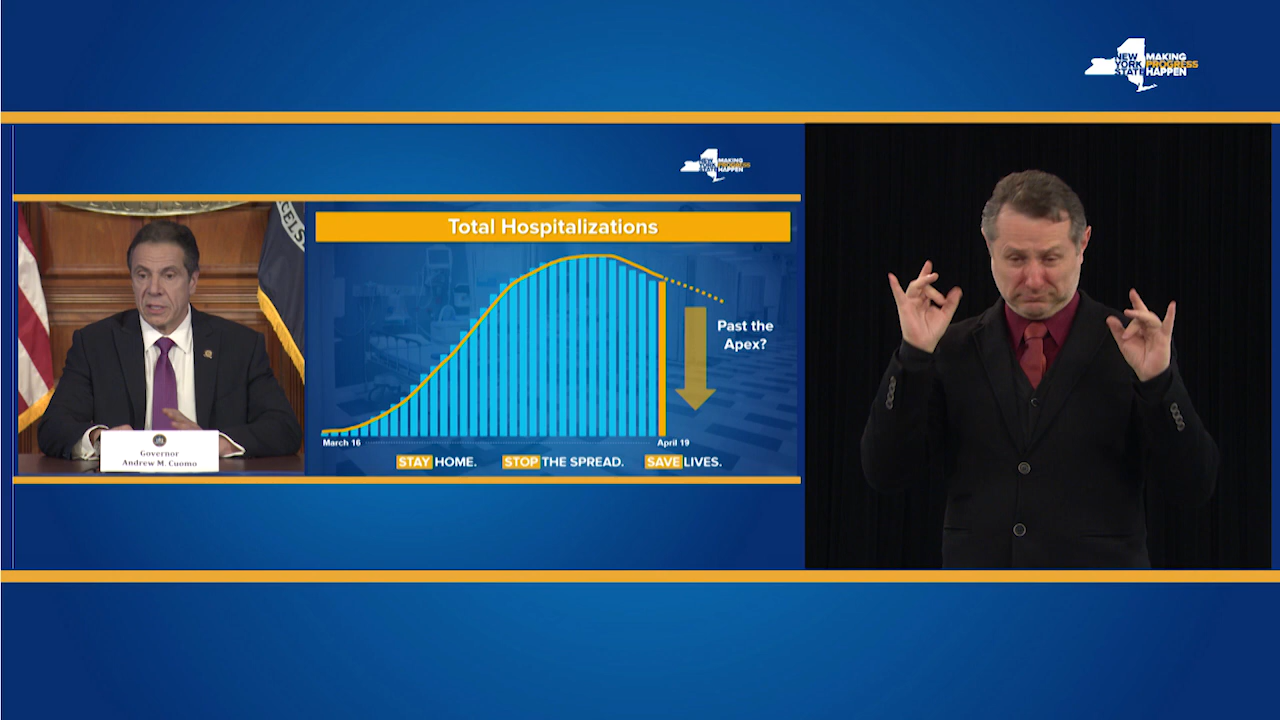 NEW
YORK
STATE
MAKING
PROGRESS
HAPPEN
NEW
YORK
STATE
MAKING
PROGRESS
HAPPEN
CELS
Total Hospitalizations
Past the
Apex?
March 16
April 19
Governor
Andrew M. Cuomo
STAY HOME. STOP THE SPREAD. SAVE LIVES.